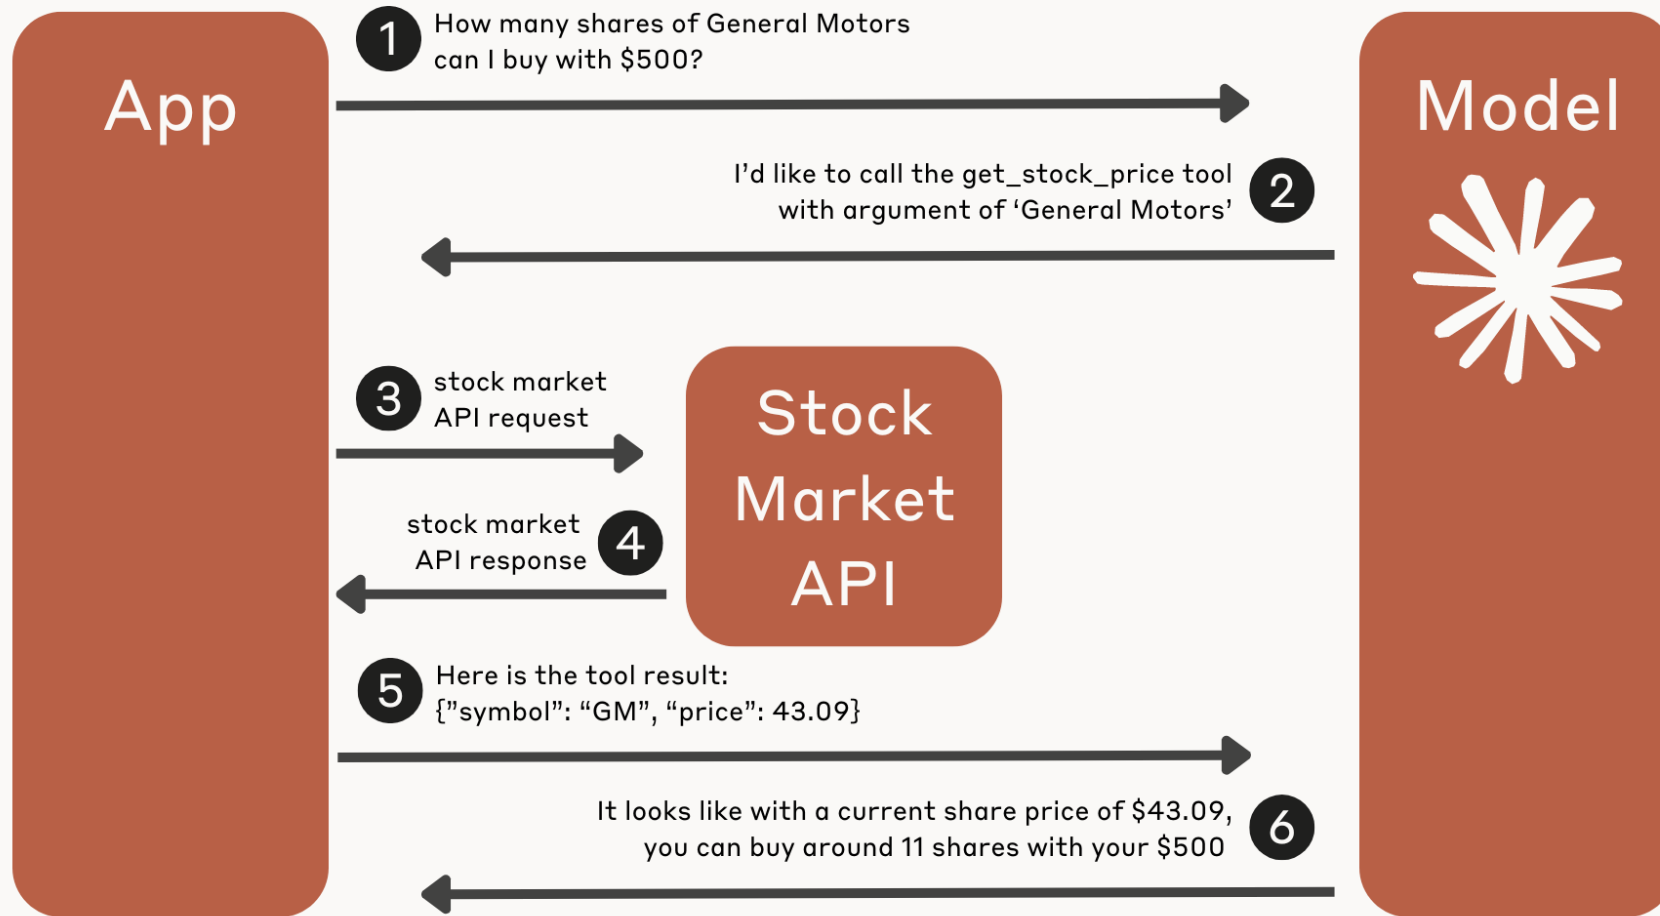 App
1
How many shares of General Motors
can I buy with $500?
Model
I’d like to call the get_stock_price tool
with argument of ‘General Motors’
2
3
stock market
API request
Stock
Market
API
stock market
API response
4
5
Here is the tool result:
{”symbol”: “GM”, “price”: 43.09}
It looks like with a current share price of $43.09,
you can buy around 11 shares with your $500
6